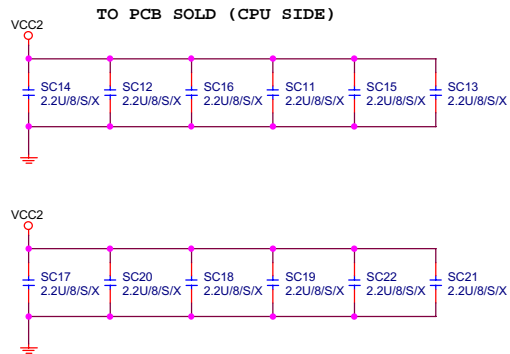 TO PCB SOLD (CPU SIDE)
VCC2
SC14 SC12 SC16 SC11 SC15 SC13
2.2U/8/S/X 2.2U/8/S/X 2.2U/8/S/X 2.2U/8/S/X 2.2U/8/S/X 2.2U/8/S/X
VCC2
SC17 SC20 SC18 SC19 SC22 SC21
2.2U/8/S/X 2.2U/8/S/X 2.2U/8/S/X 2.2U/8/S/X 2.2U/8/S/X 2.2U/8/S/X